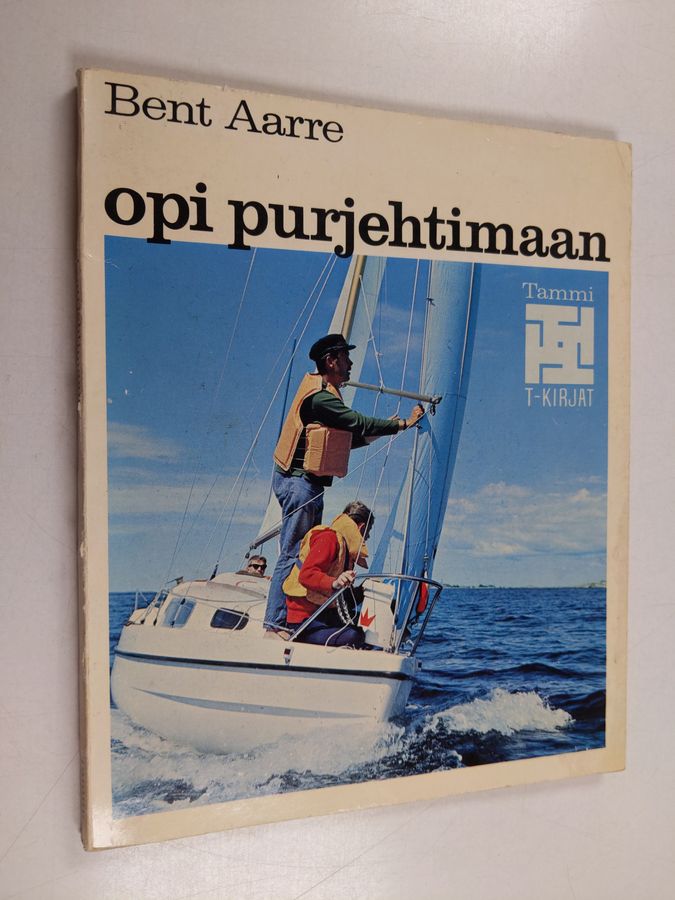 Bent Aarre
opi purjehtimaan
Tammi
T-KIRJAT